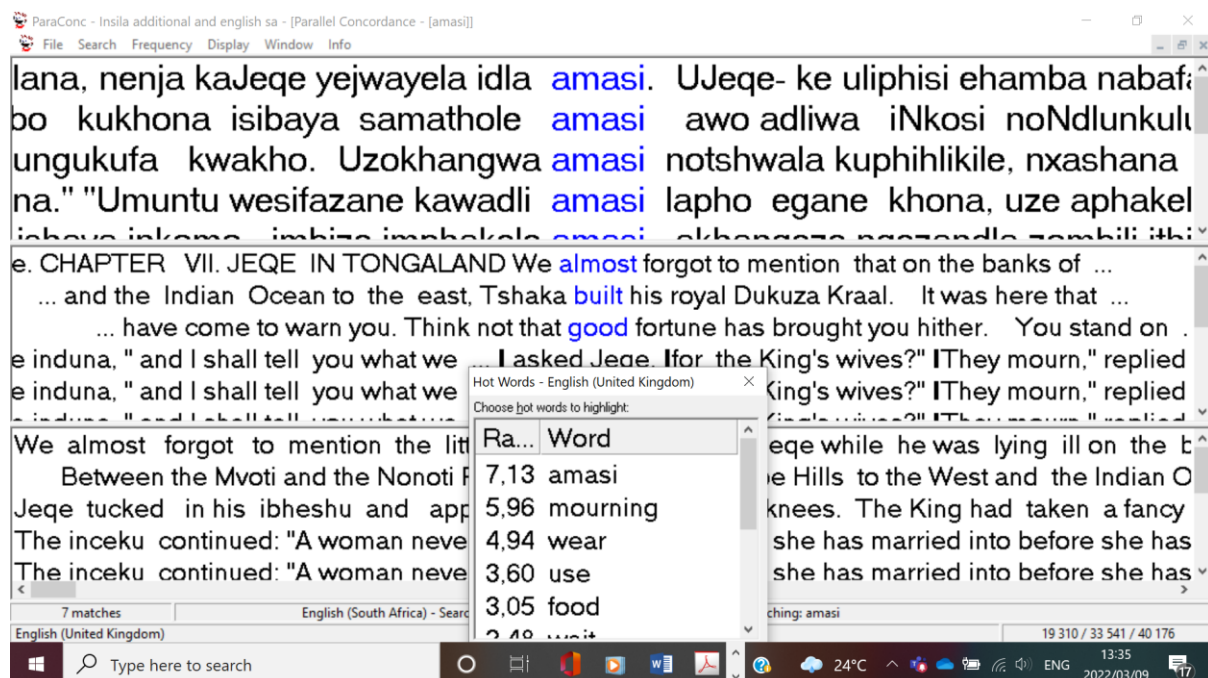 ParaConc - Insila additional and english sa - [Parallel Concordance - [amasi]]
File Search Frequency Display Window Info
lana, nenja kaJeqe yejwayela idla amasi. UJeqe- ke uliphisi ehamba nabafa
bo kukhona isibaya samathole amasi awo adliwa iNkosi noNdlunkulu
ungukufa kwakho. Uzokhangwa amasi notshwala kuphihlikile, nxashana
na." "Umuntu wesifazane kawadli amasi lapho egane khona, uze aphakel
e. CHAPTER VII. JEQE IN TONGALAND We almost forgot to mention that on the banks of ...
... and the Indian Ocean to the east, Tshaka built his royal Dukuza Kraal. It was here that ...
... have come to warn you. Think not that good fortune has brought you hither. You stand on .
e induna, " and I shall tell you what we ... I asked Jeqe. Ifor the King's wives?" IThey mourn," replied
e induna, " and I shall tell you what we King's wives?" IThey mourn," replied
Hot Words - English (United Kingdom)
Choose hot words to highlight:
Ra... Word
7,13 amasi
5,96 mourning
4,94 wear
3,60 use
3,05 food
We almost forgot to mention the litt eqe while he was lying ill on the b
Between the Mvoti and the Nonoti e Hills to the West and the Indian O
Jeqe tucked in his ibheshu and app knees. The King had taken a fancy
The inceku continued: "A woman neve she has married into before she has
The inceku continued: "A woman neve she has married into before she has
7 matches English (South Africa) - Searc ching: amasi
English (United Kingdom) 19 310 / 33 541 / 40 176
Type here to search 24°C ENG 13:35
2022/03/09 17